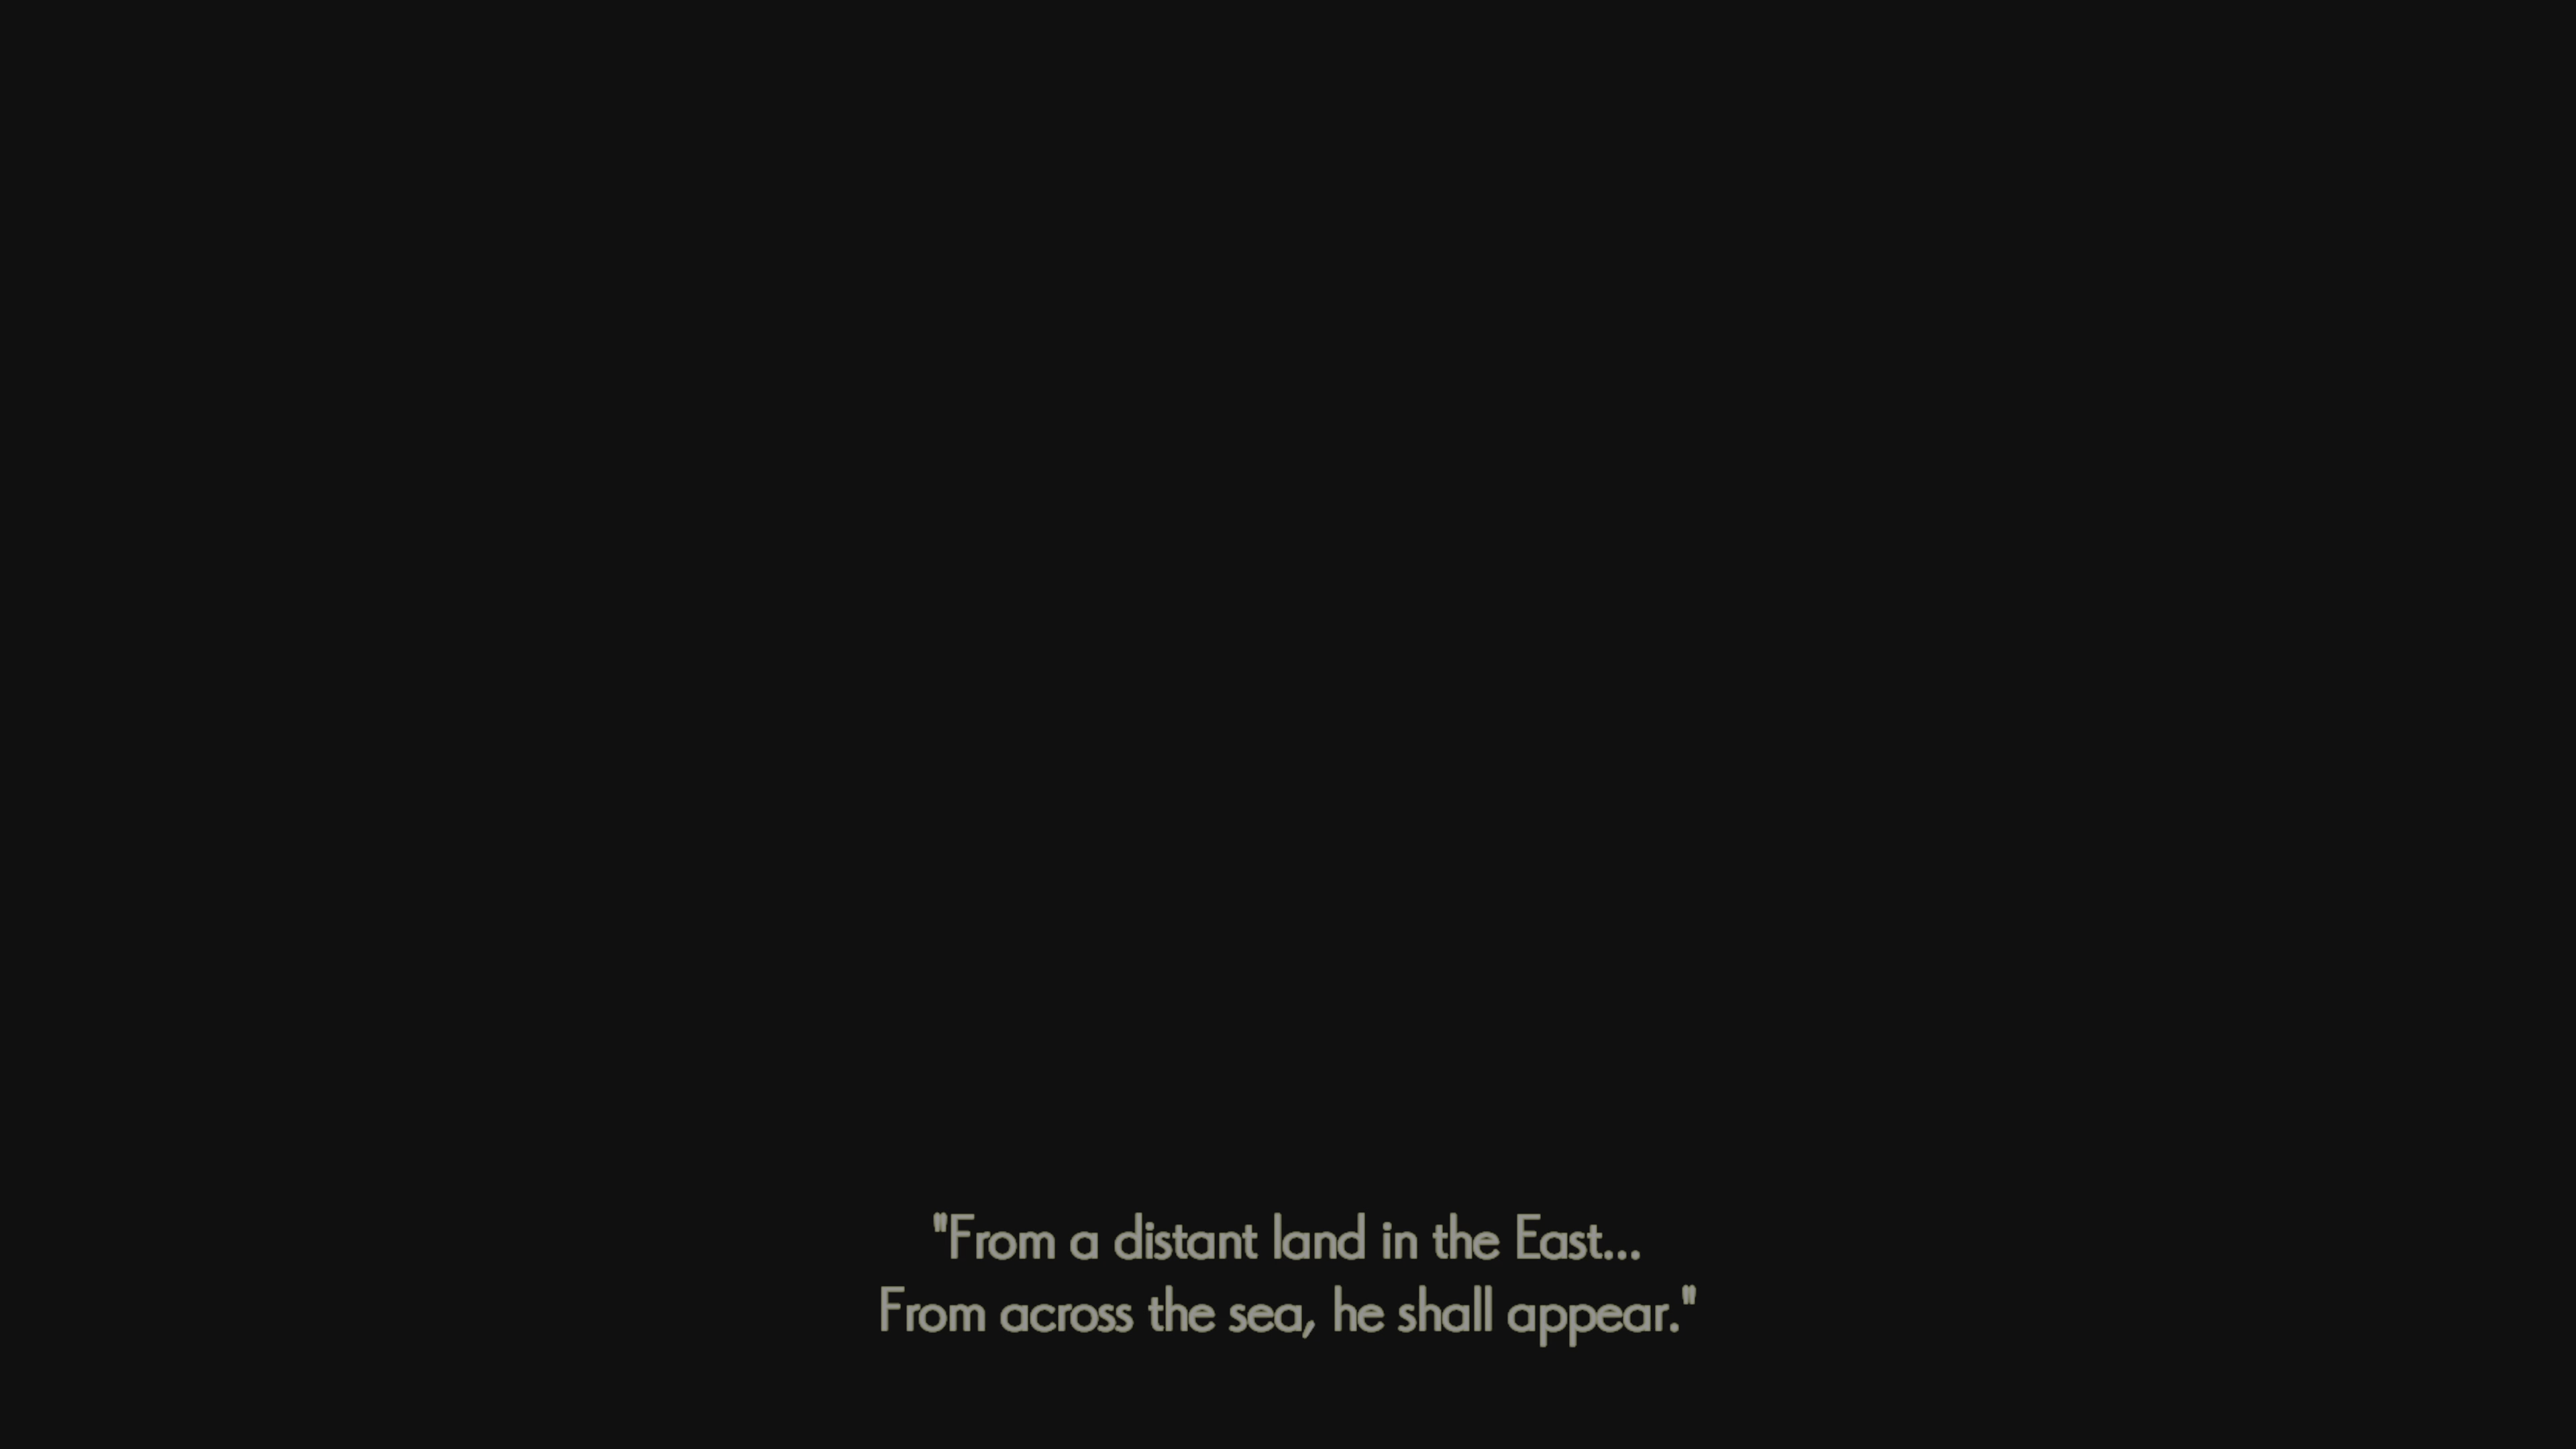 "From a distant land in the East...
From across the sea, he shall appear."